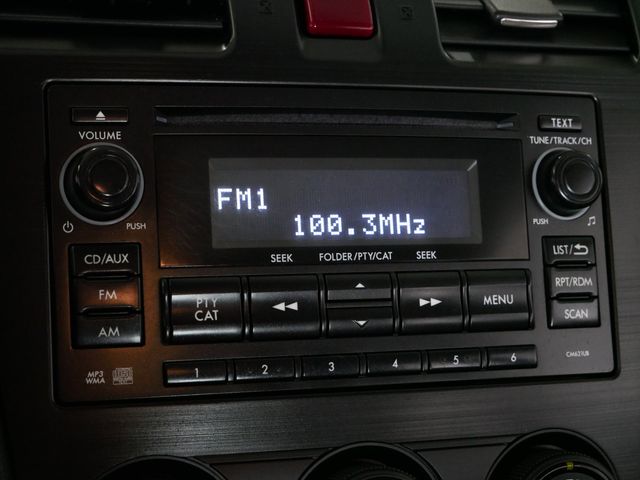 VOLUME
TEXT
TUNE/TRACK/CH
FM1
100.3MHz
PUSH
PUSH
SEEK
FOLDER/PTY/CAT
SEEK
CD/AUX
LIST/
FM
PTY
CAT
MENU
RPT/RDM
AM
SCAN
CM621UB
MP3
WMA
1
2
3
4
5
6